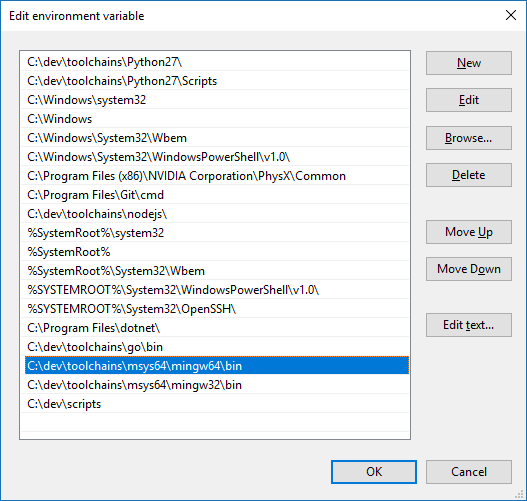 Edit environment variable
C:\dev\toolchains\Python27\
C:\dev\toolchains\Python27\Scripts
C:\Windows\system32
C:\Windows
C:\Windows\System32\Wbem
C:\Windows\System32\WindowsPowerShell\v1.0\
C:\Program Files (x86)\NVIDIA Corporation\PhysX\Common
C:\Program Files\Git\cmd
C:\dev\toolchains\nodejs\
%SystemRoot%\system32
%SystemRoot%
%SystemRoot%\System32\Wbem
%SYSTEMROOT%\System32\WindowsPowerShell\v1.0\
%SYSTEMROOT%\System32\OpenSSH\
C:\Program Files\dotnet\
C:\dev\toolchains\go\bin
C:\dev\toolchains\msys64\mingw64\bin
C:\dev\toolchains\msys64\mingw32\bin
C:\dev\scripts
New
Edit
Browse...
Delete
Move Up
Move Down
Edit text...
OK
Cancel